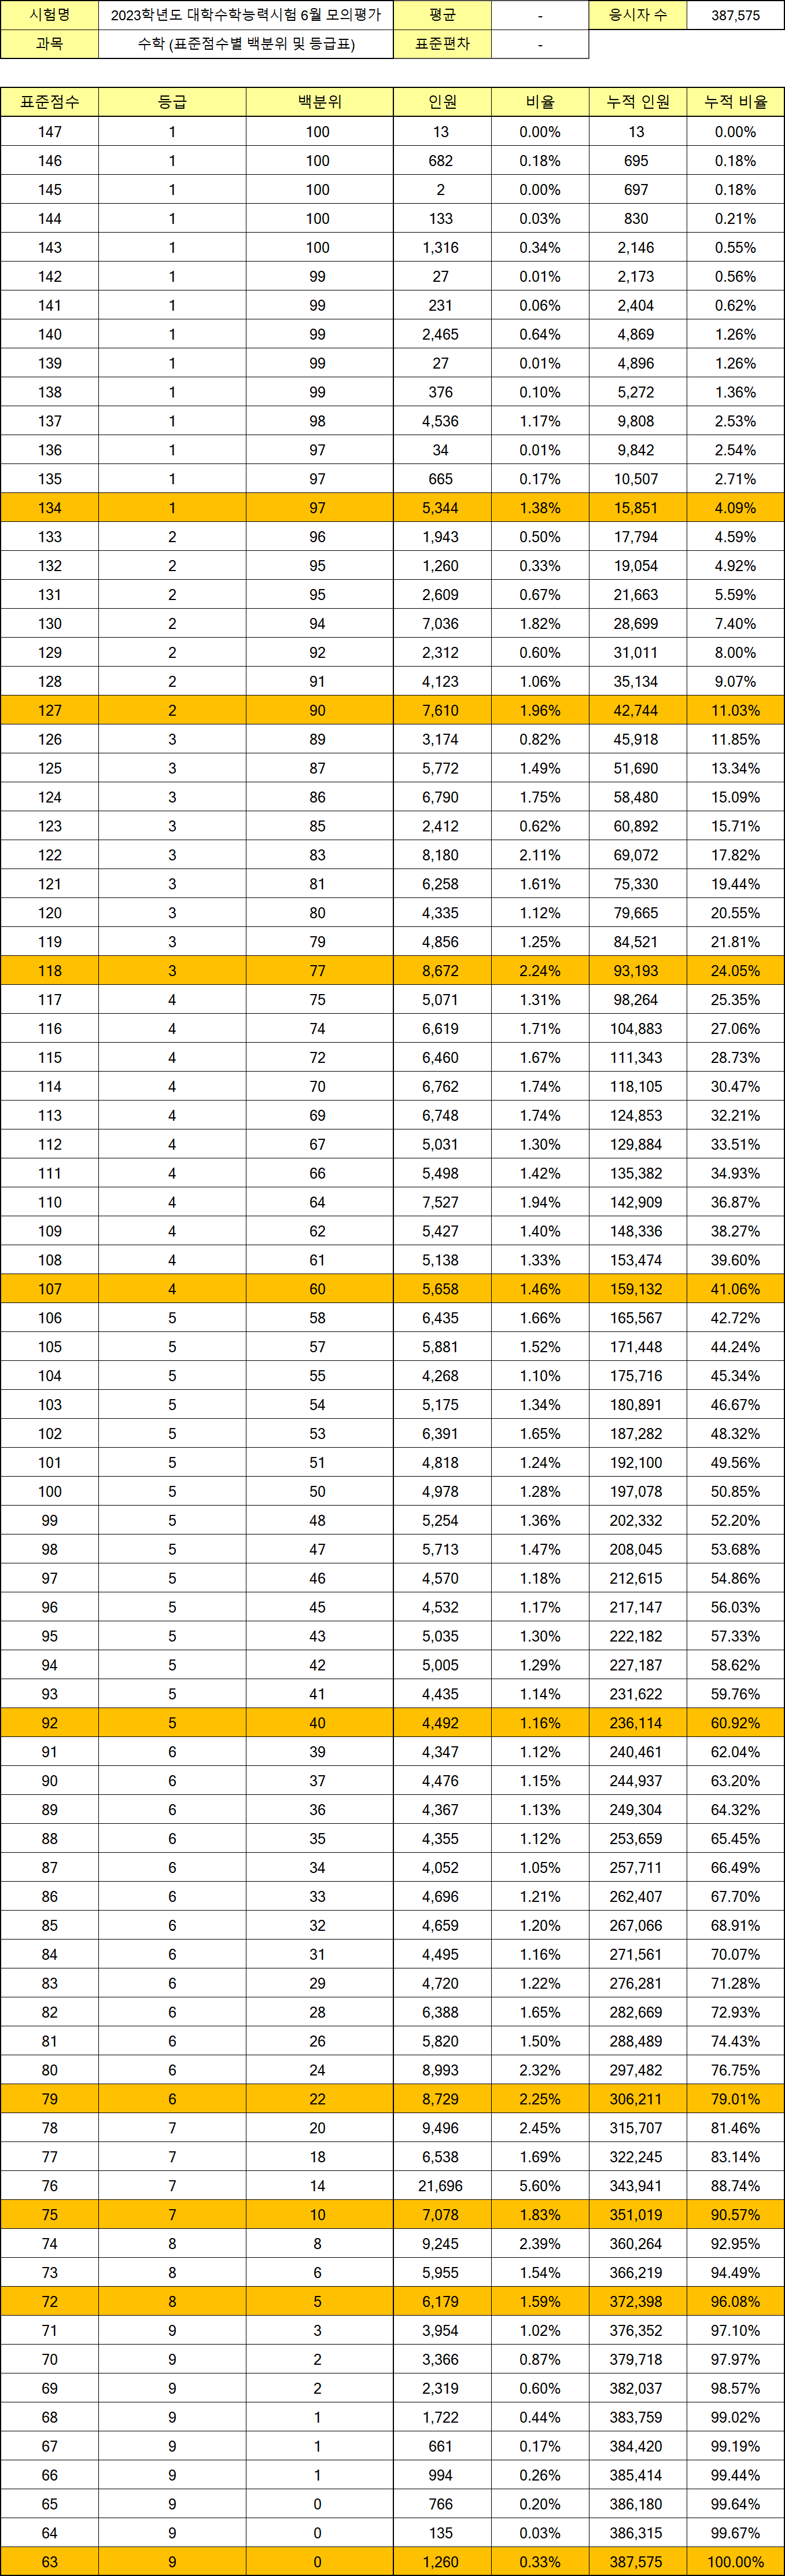 시험명 2023학년도 대학수학능력시험 6월 모의평가 평균 - 응시자 수 387,575
과목 수학 (표준점수별 백분위 및 등급표) 표준편차 -
표준점수 등급 백분위 인원 비율 누적 인원 누적 비율
147 1 100 13 0.00% 13 0.00%
146 1 100 682 0.18% 695 0.18%
145 1 100 2 0.00% 697 0.18%
144 1 100 133 0.03% 830 0.21%
143 1 100 1,316 0.34% 2,146 0.55%
142 1 99 27 0.01% 2,173 0.56%
141 1 99 231 0.06% 2,404 0.62%
140 1 99 2,465 0.64% 4,869 1.26%
139 1 99 27 0.01% 4,896 1.26%
138 1 99 376 0.10% 5,272 1.36%
137 1 98 4,536 1.17% 9,808 2.53%
136 1 97 34 0.01% 9,842 2.54%
135 1 97 665 0.17% 10,507 2.71%
134 1 97 5,344 1.38% 15,851 4.09%
133 2 96 1,943 0.50% 17,794 4.59%
132 2 95 1,260 0.33% 19,054 4.92%
131 2 95 2,609 0.67% 21,663 5.59%
130 2 94 7,036 1.82% 28,699 7.40%
129 2 92 2,312 0.60% 31,011 8.00%
128 2 91 4,123 1.06% 35,134 9.07%
127 2 90 7,610 1.96% 42,744 11.03%
126 3 89 3,174 0.82% 45,918 11.85%
125 3 87 5,772 1.49% 51,690 13.34%
124 3 86 6,790 1.75% 58,480 15.09%
123 3 85 2,412 0.62% 60,892 15.71%
122 3 83 8,180 2.11% 69,072 17.82%
121 3 81 6,258 1.61% 75,330 19.44%
120 3 80 4,335 1.12% 79,665 20.55%
119 3 79 4,856 1.25% 84,521 21.81%
118 3 77 8,672 2.24% 93,193 24.05%
117 4 75 5,071 1.31% 98,264 25.35%
116 4 74 6,619 1.71% 104,883 27.06%
115 4 72 6,460 1.67% 111,343 28.73%
114 4 70 6,762 1.74% 118,105 30.47%
113 4 69 6,748 1.74% 124,853 32.21%
112 4 67 5,031 1.30% 129,884 33.51%
111 4 66 5,498 1.42% 135,382 34.93%
110 4 64 7,527 1.94% 142,909 36.87%
109 4 62 5,427 1.40% 148,336 38.27%
108 4 61 5,138 1.33% 153,474 39.60%
107 4 60 5,658 1.46% 159,132 41.06%
106 5 58 6,435 1.66% 165,567 42.72%
105 5 57 5,881 1.52% 171,448 44.24%
104 5 55 4,268 1.10% 175,716 45.34%
103 5 54 5,175 1.34% 180,891 46.67%
102 5 53 6,391 1.65% 187,282 48.32%
101 5 51 4,818 1.24% 192,100 49.56%
100 5 50 4,978 1.28% 197,078 50.85%
99 5 48 5,254 1.36% 202,332 52.20%
98 5 47 5,713 1.47% 208,045 53.68%
97 5 46 4,570 1.18% 212,615 54.86%
96 5 45 4,532 1.17% 217,147 56.03%
95 5 43 5,035 1.30% 222,182 57.33%
94 5 42 5,005 1.29% 227,187 58.62%
93 5 41 4,435 1.14% 231,622 59.76%
92 5 40 4,492 1.16% 236,114 60.92%
91 6 39 4,347 1.12% 240,461 62.04%
90 6 37 4,476 1.15% 244,937 63.20%
89 6 36 4,367 1.13% 249,304 64.32%
88 6 35 4,355 1.12% 253,659 65.45%
87 6 34 4,052 1.05% 257,711 66.49%
86 6 33 4,696 1.21% 262,407 67.70%
85 6 32 4,659 1.20% 267,066 68.91%
84 6 31 4,495 1.16% 271,561 70.07%
83 6 29 4,720 1.22% 276,281 71.28%
82 6 28 6,388 1.65% 282,669 72.93%
81 6 26 5,820 1.50% 288,489 74.43%
80 6 24 8,993 2.32% 297,482 76.75%
79 6 22 8,729 2.25% 306,211 79.01%
78 7 20 9,496 2.45% 315,707 81.46%
77 7 18 6,538 1.69% 322,245 83.14%
76 7 14 21,696 5.60% 343,941 88.74%
75 7 10 7,078 1.83% 351,019 90.57%
74 8 8 9,245 2.39% 360,264 92.95%
73 8 6 5,955 1.54% 366,219 94.49%
72 8 5 6,179 1.59% 372,398 96.08%
71 9 3 3,954 1.02% 376,352 97.10%
70 9 2 3,366 0.87% 379,718 97.97%
69 9 2 2,319 0.60% 382,037 98.57%
68 9 1 1,722 0.44% 383,759 99.02%
67 9 1 661 0.17% 384,420 99.19%
66 9 1 994 0.26% 385,414 99.44%
65 9 0 766 0.20% 386,180 99.64%
64 9 0 135 0.03% 386,315 99.67%
63 9 0 1,260 0.33% 387,575 100.00%